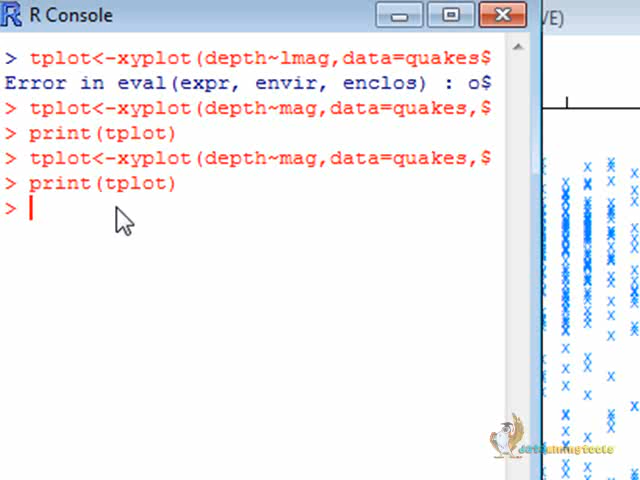 R Console
> tplot<-xyplot(depth~lmag,data=quakes$
Error in eval(expr, envir, enclos) : o$
> tplot<-xyplot(depth~mag,data=quakes,$
> print(tplot)
> tplot<-xyplot(depth~mag,data=quakes,$
> print(tplot)
>
VE)
dataminingtools